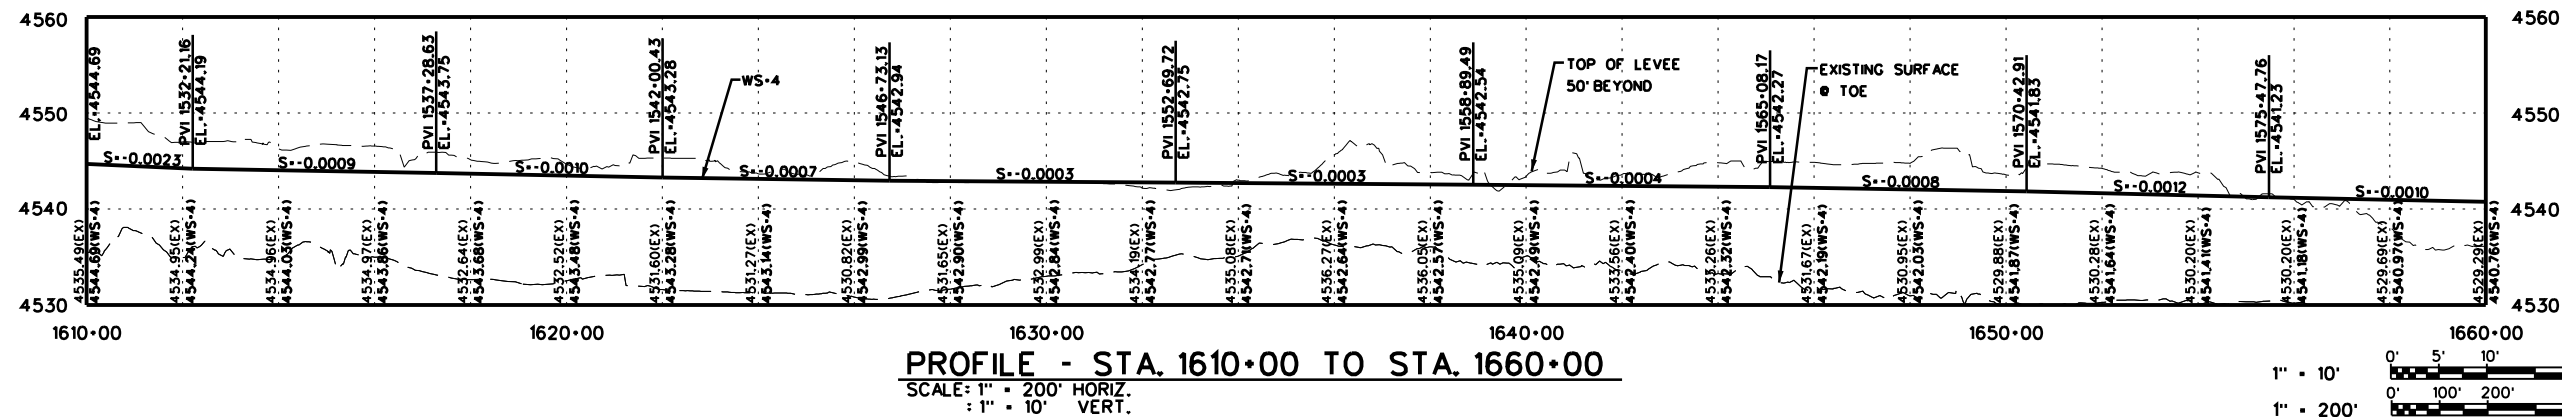 4560
4560
4550
4550
4540
4540
4530
4530
EL.=4544.69
PVI 1532+21.16
EL.=4544.19
PVI 1537+28.63
EL.=4543.75
PVI 1542+00.43
EL.=4543.28
WS-4
PVI 1546+73.13
EL.=4542.94
PVI 1552+69.72
EL.=4542.75
PVI 1558+89.49
EL.=4542.54
TOP OF LEVEE
50' BEYOND
PVI 1565+08.17
EL.=4542.27
EXISTING SURFACE
@ TOE
PVI 1570+42.91
EL.=4541.83
PVI 1575+47.76
EL.=4541.23
S=-0.0023
S=-0.0009
S=-0.0010
S=-0.0007
S=-0.0003
S=-0.0003
S=-0.0004
S=-0.0008
S=-0.0012
S=-0.0010
4535.49(EX)
4544.69(WS-4)
4534.95(EX)
4544.24(WS-4)
4534.96(EX)
4544.03(WS-4)
4534.97(EX)
4543.86(WS-4)
4532.64(EX)
4543.68(WS-4)
4532.52(EX)
4543.48(WS-4)
4531.60(EX)
4543.28(WS-4)
4531.27(EX)
4543.14(WS-4)
4530.82(EX)
4542.99(WS-4)
4531.65(EX)
4542.90(WS-4)
4532.99(EX)
4542.84(WS-4)
4534.19(EX)
4542.77(WS-4)
4535.08(EX)
4542.70(WS-4)
4536.27(EX)
4542.64(WS-4)
4536.05(EX)
4542.57(WS-4)
4535.09(EX)
4542.49(WS-4)
4533.56(EX)
4542.40(WS-4)
4533.26(EX)
4542.32(WS-4)
4531.67(EX)
4542.19(WS-4)
4530.95(EX)
4542.03(WS-4)
4529.88(EX)
4541.87(WS-4)
4530.28(EX)
4541.64(WS-4)
4530.20(EX)
4541.41(WS-4)
4530.20(EX)
4541.18(WS-4)
4529.69(EX)
4540.97(WS-4)
4529.29(EX)
4540.76(WS-4)
1610+00
1620+00
1630+00
1640+00
1650+00
1660+00
PROFILE - STA. 1610+00 TO STA. 1660+00
SCALE: 1" = 200' HORIZ.
: 1" = 10' VERT.
0' 5' 10'
1" = 10'
0' 100' 200'
1" = 200'